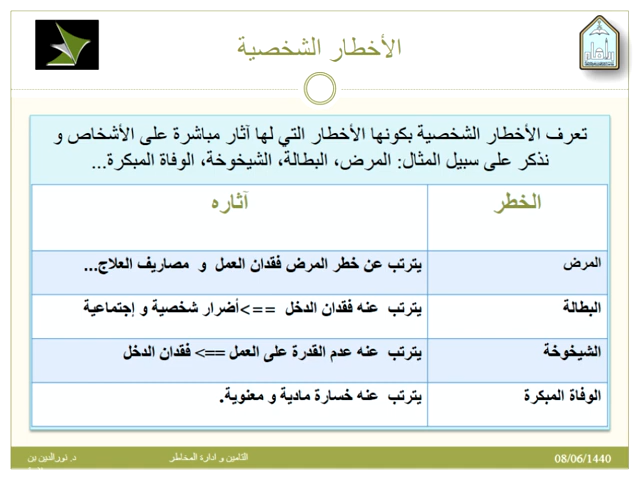 الأخطار الشخصية
تعرف الأخطار الشخصية بكونها الأخطار التي لها آثار مباشرة على الأشخاص و
نذكر على سبيل المثال: المرض، البطالة، الشيخوخة، الوفاة المبكرة...
الخطر آثاره
المرض يترتب عن خطر المرض فقدان العمل و مصاريف العلاج...
البطالة يترتب عنه فقدان الدخل ==>أضرار شخصية و إجتماعية
الشيخوخة يترتب عنه عدم القدرة على العمل ==> فقدان الدخل
الوفاة المبكرة يترتب عنه خسارة مادية و معنوية.
08/06/1440 التامين و ادارة المخاطر د. نورالدين بن